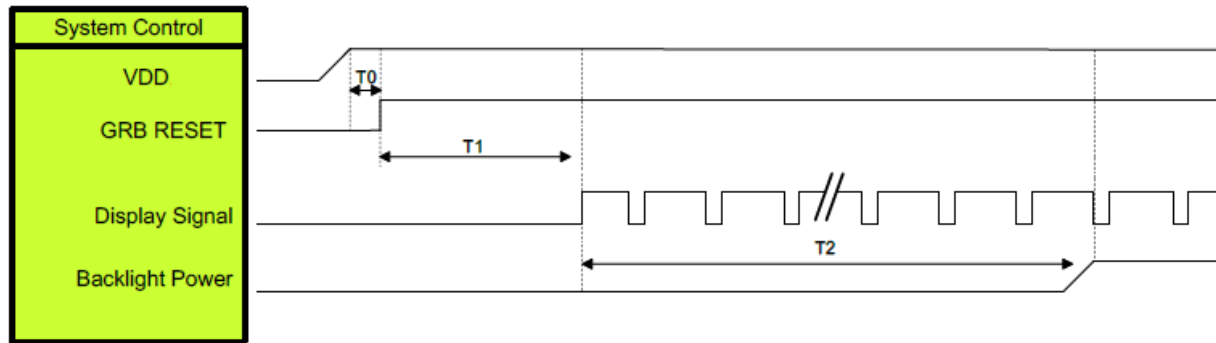 System Control
VDD
T0
GRB RESET
T1
Display Signal
T2
Backlight Power